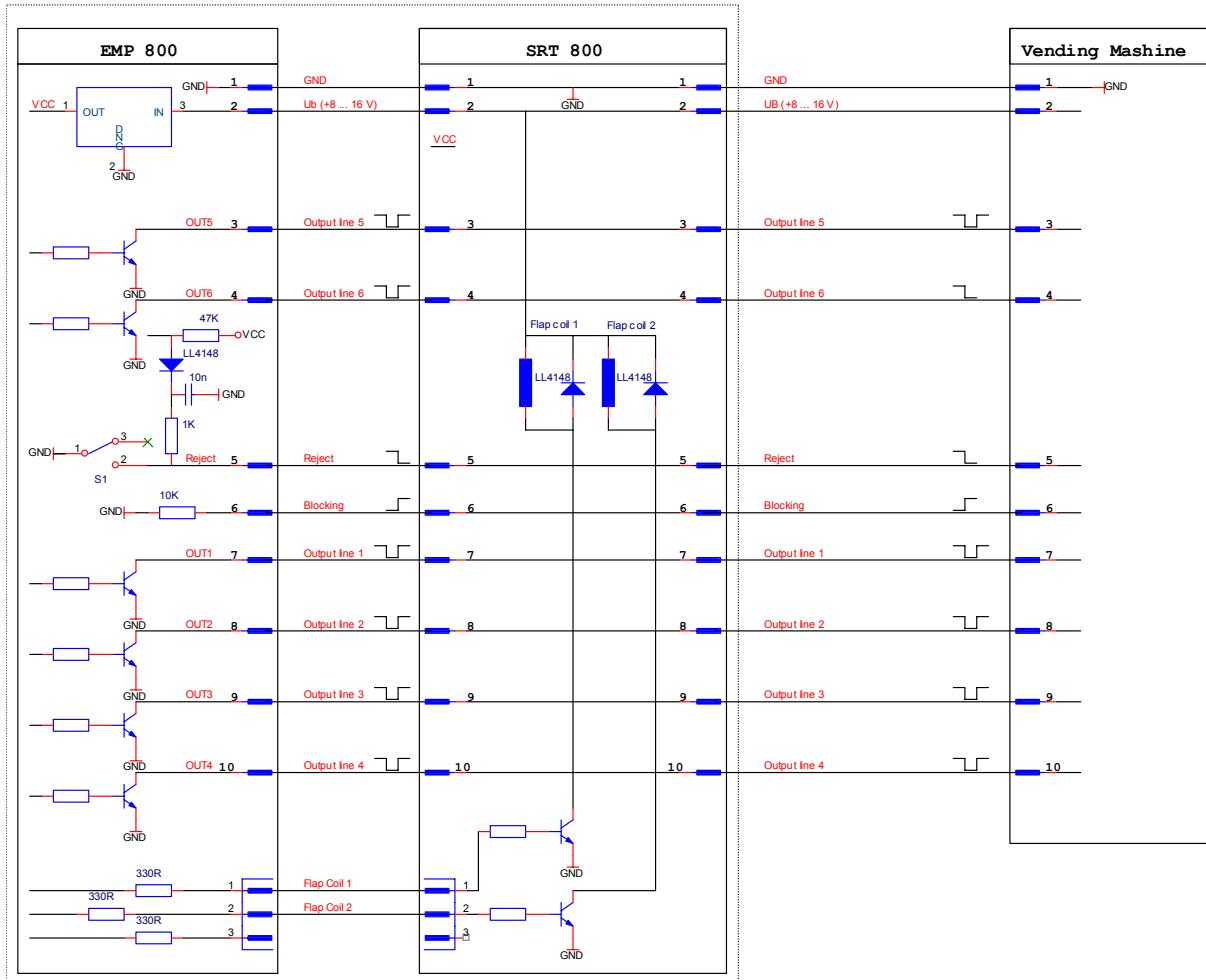 EMP 800
SRT 800
Vending Mashine
GND 1 GND 1 1 GND 1 GND
GND
VCC 1 OUT IN 3 2 Ub (+8 ... 16 V) 2 2 UB (+8 ... 16 V) 2
GND
VCC
2
GND
OUT5 3 Output line 5 3 3 Output line 5 3
GND
OUT6 4 Output line 6 4 4 Output line 6 4
47K
VCC
Flap coil 1 Flap coil 2
GND
LL4148
10n
GND
LL4148 LL4148
1K
3
GND 1
2
S1
Reject 5 Reject 5 5 Reject 5
10K
GND 6 Blocking 6 6 Blocking 6
OUT1 7 Output line 1 7 7 Output line 1 7
GND
OUT2 8 Output line 2 8 8 Output line 2 8
GND
OUT3 9 Output line 3 9 9 Output line 3 9
GND
OUT4 10 Output line 4 10 10 Output line 4 10
GND
GND
330R
1 Flap Coil 1 1
330R
2 Flap Coil 2 2
330R
3 3
GND